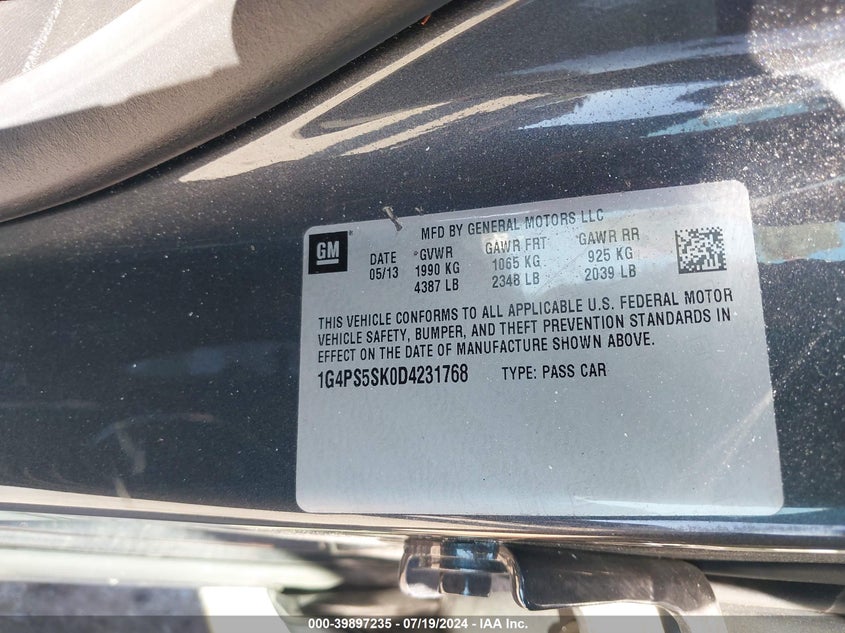 MFD BY GENERAL MOTORS LLC
GM
DATE GVWR GAWR FRT GAWR RR
05/13 1990 KG 1065 KG 925 KG
4387 LB 2348 LB 2039 LB
THIS VEHICLE CONFORMS TO ALL APPLICABLE U.S. FEDERAL MOTOR
VEHICLE SAFETY, BUMPER, AND THEFT PREVENTION STANDARDS IN
EFFECT ON THE DATE OF MANUFACTURE SHOWN ABOVE.
1G4PS5SK0D4231768 TYPE: PASS CAR
000-39897235 - 07/19/2024 - IAA Inc.